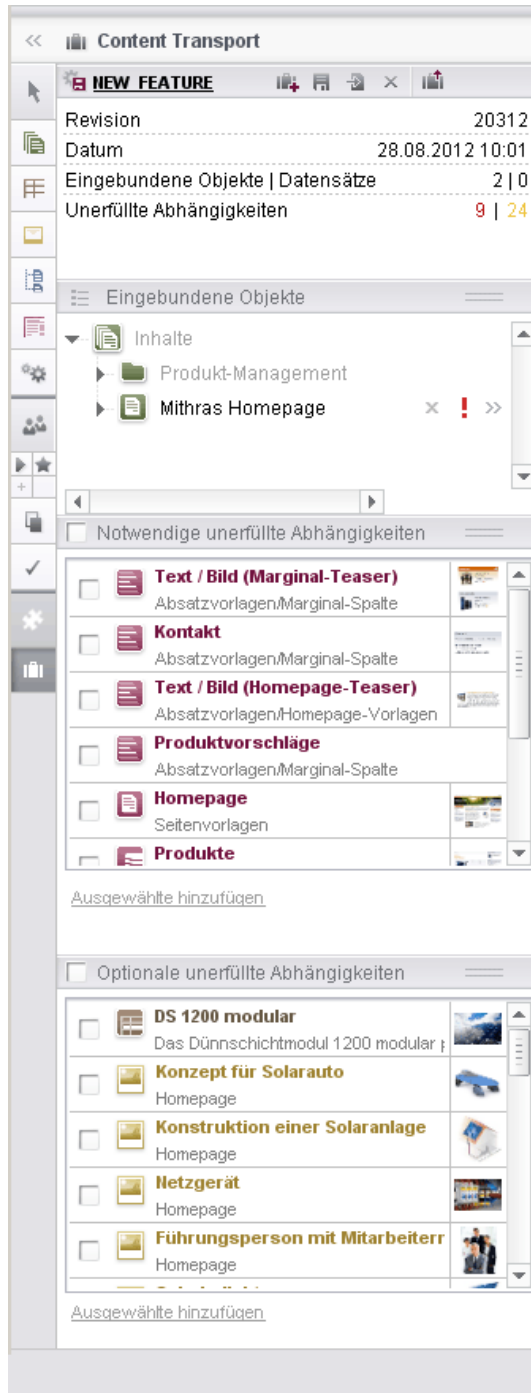 Content Transport
NEW_FEATURE
Revision 20312
Datum 28.08.2012 10:01
Eingebundene Objekte | Datensätze 2 | 0
Unerfüllte Abhängigkeiten 9 | 24
Eingebundene Objekte
Inhalte
Produkt-Management
Mithras Homepage
Notwendige unerfüllte Abhängigkeiten
Text / Bild (Marginal-Teaser)
Absatzvorlagen/Marginal-Spalte
Kontakt
Absatzvorlagen/Marginal-Spalte
Text / Bild (Homepage-Teaser)
Absatzvorlagen/Homepage-Vorlagen
Produktvorschläge
Absatzvorlagen/Marginal-Spalte
Homepage
Seitenvorlagen
Produkte
Ausgewählte hinzufügen
Optionale unerfüllte Abhängigkeiten
DS 1200 modular
Das Dünnschichtmodul 1200 modular
Konzept für Solarauto
Homepage
Konstruktion einer Solaranlage
Homepage
Netzgerät
Homepage
Führungsperson mit Mitarbeiterr
Homepage
Ausgewählte hinzufügen